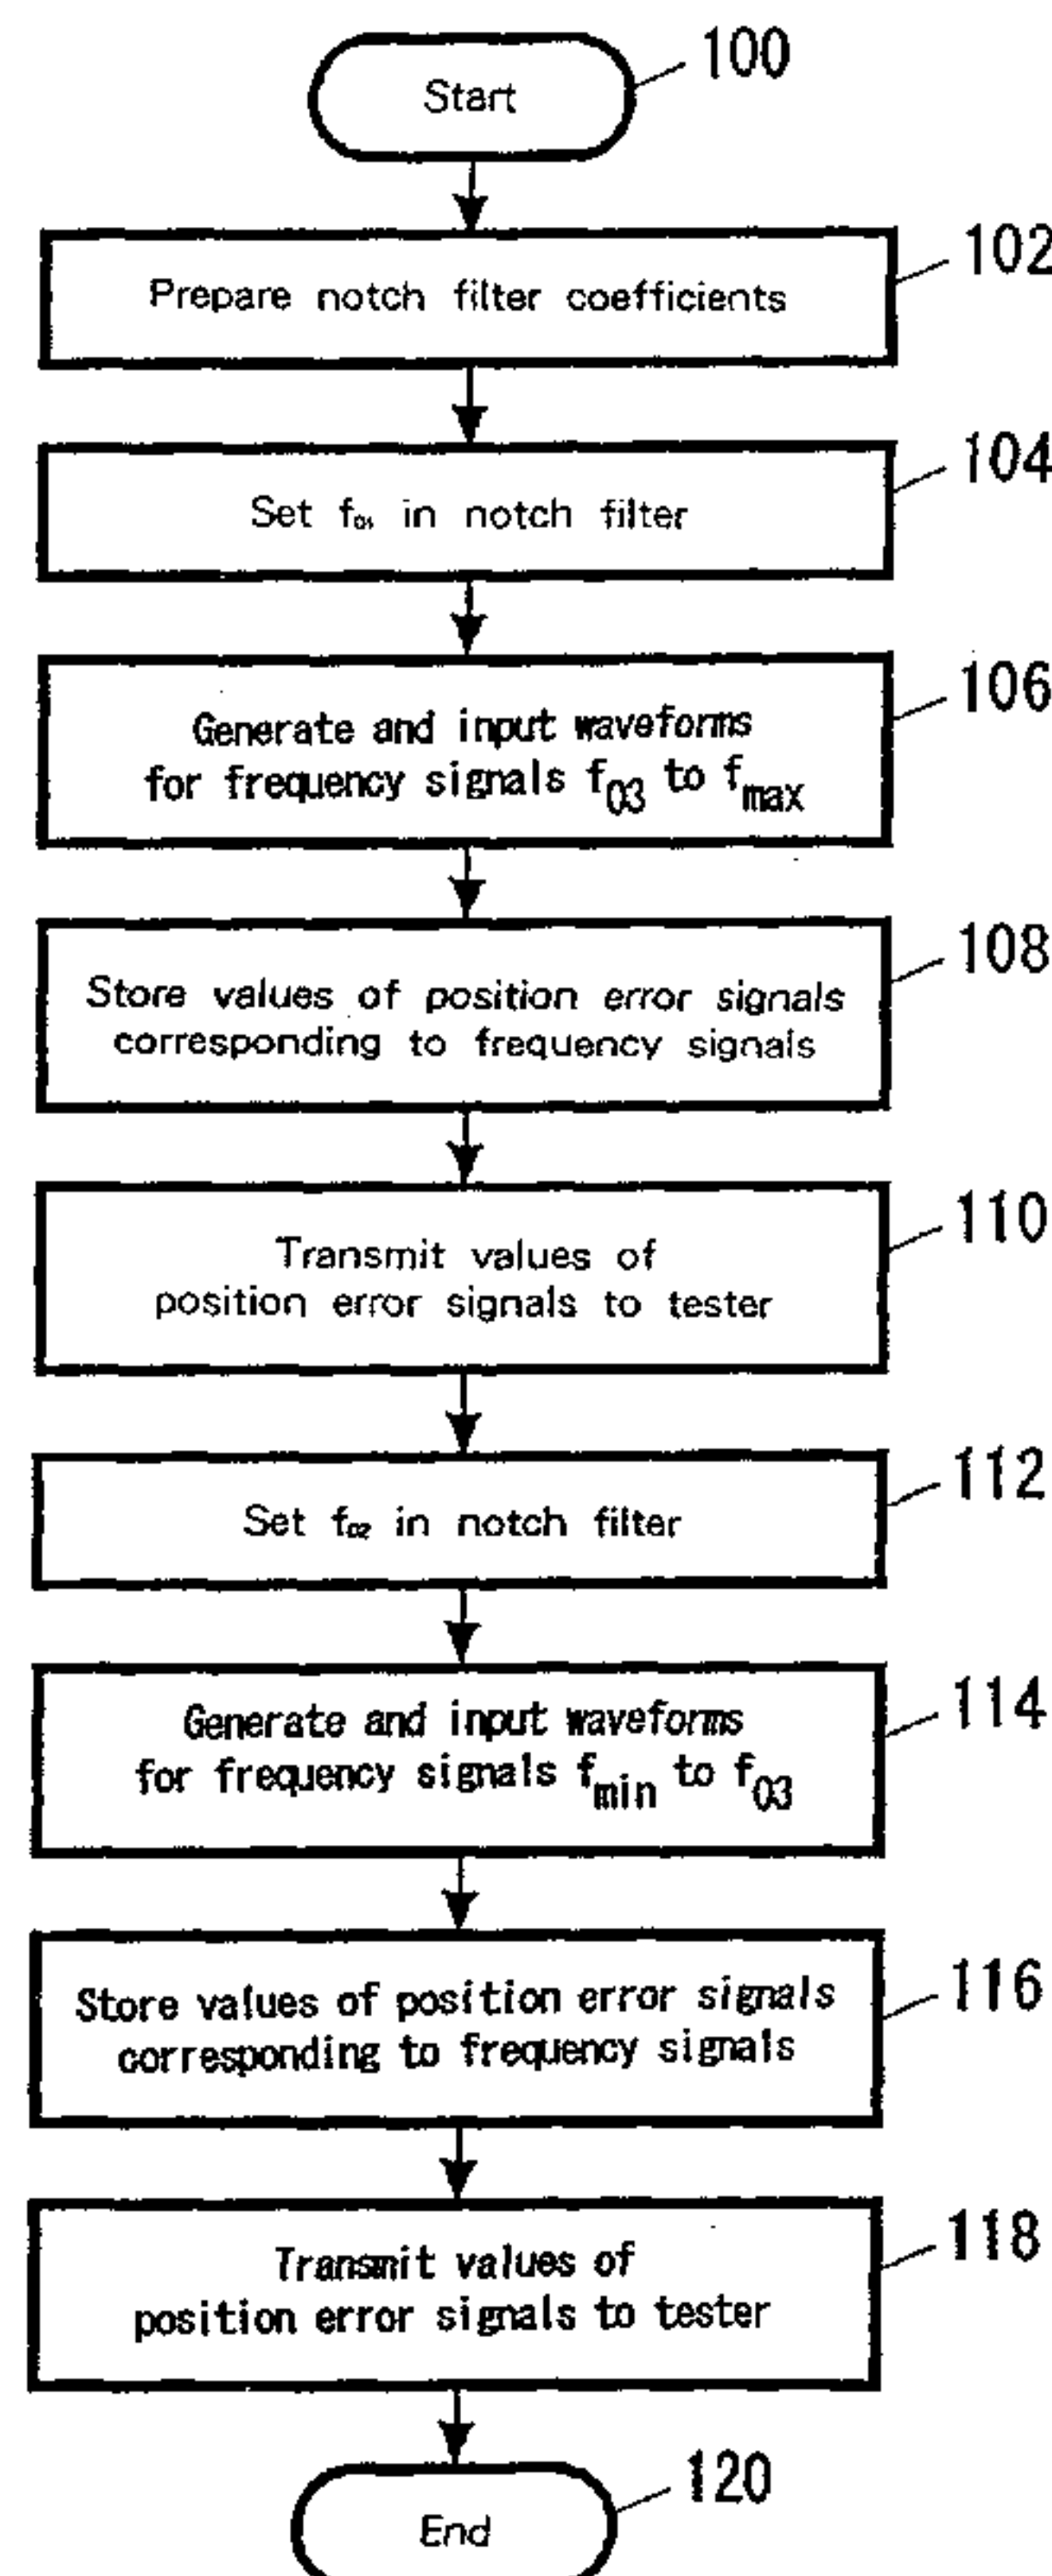 Start
100
Prepare notch filter coefficients
102
Set f01 in notch filter
104
Generate and input waveforms
for frequency signals f03 to fmax
106
Store values of position error signals
corresponding to frequency signals
108
Transmit values of
position error signals to tester
110
Set f02 in notch filter
112
Generate and input waveforms
for frequency signals fmin to f03
114
Store values of position error signals
corresponding to frequency signals
116
Transmit values of
position error signals to tester
118
End
120